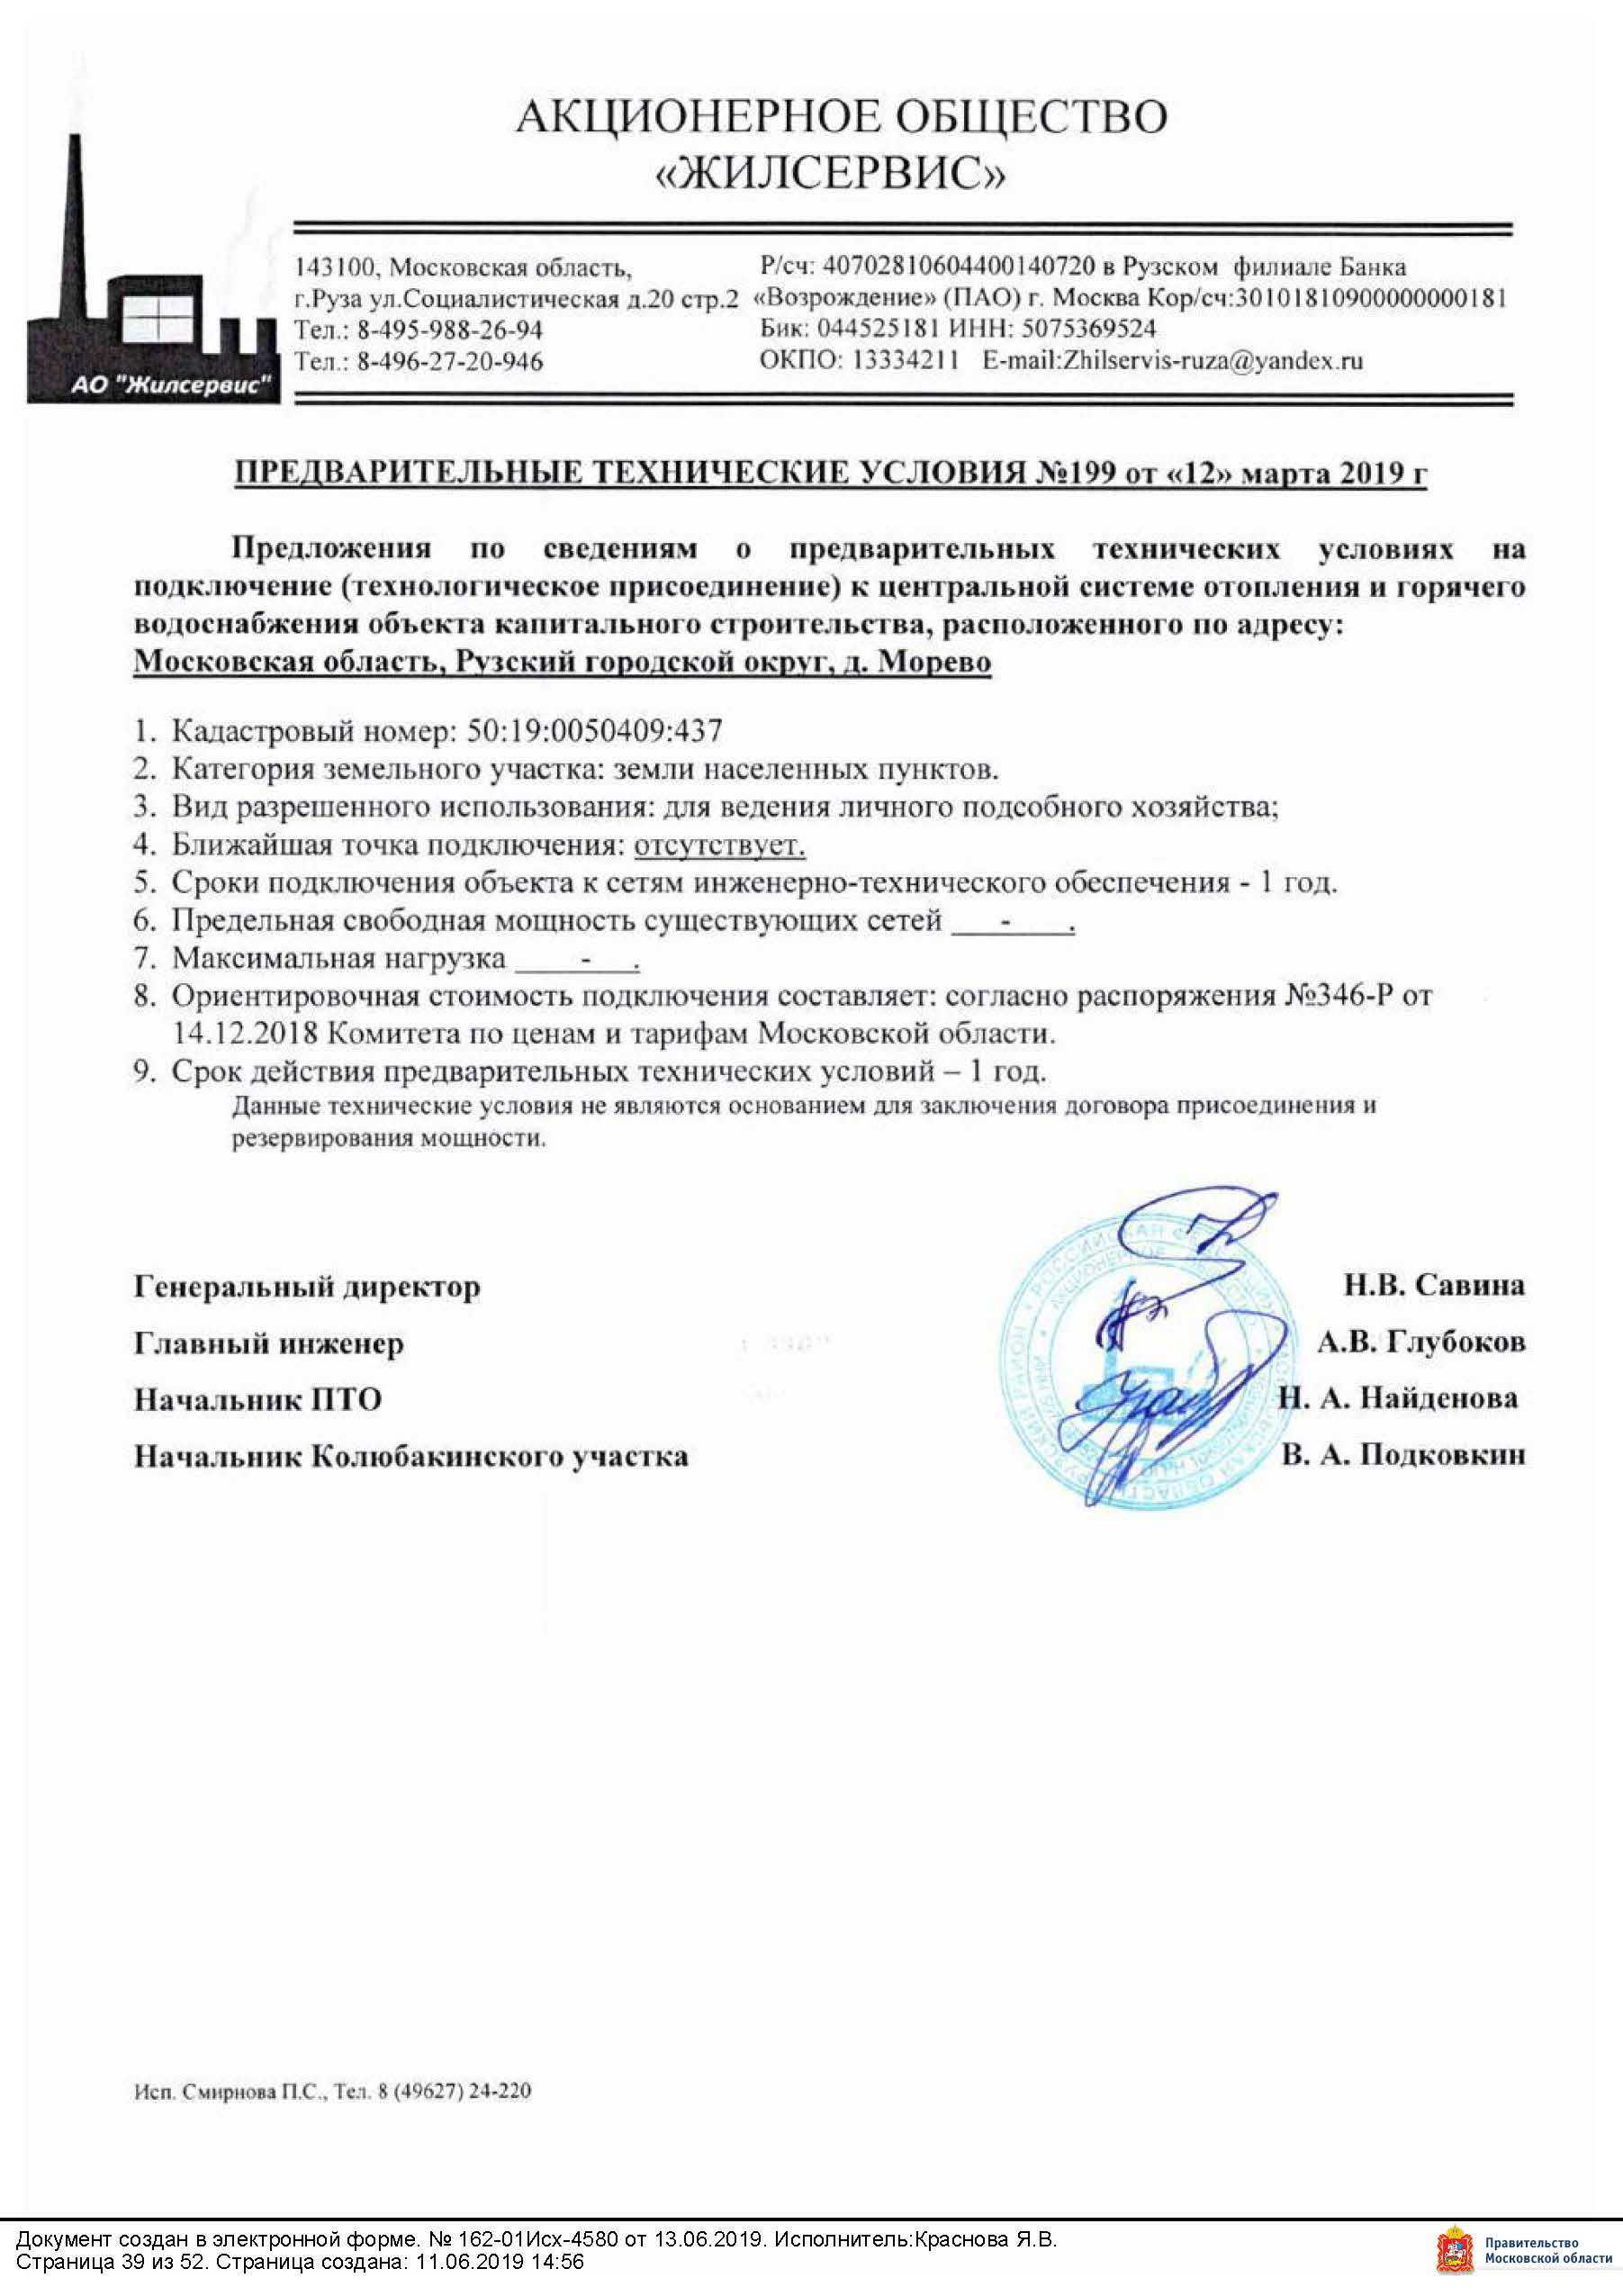 АКЦИОНЕРНОЕ ОБЩЕСТВО
«ЖИЛСЕРВИС»
АО "Жилсервис"
143100, Московская область,
г.Руза ул.Социалистическая д.20 стр.2
Тел.: 8-495-988-26-94
Тел.: 8-496-27-20-946
Р/сч: 40702810604400140720 в Рузском филиале Банка
«Возрождение» (ПАО) г. Москва Кор/сч:30101810900000000181
Бик: 044525181 ИНН: 5075369524
ОКПО: 13334211 E-mail:Zhilservis-ruza@yandex.ru
ПРЕДВАРИТЕЛЬНЫЕ ТЕХНИЧЕСКИЕ УСЛОВИЯ №199 от «12» марта 2019 г
Предложения по сведениям о предварительных технических условиях на
подключение (технологическое присоединение) к центральной системе отопления и горячего
водоснабжения объекта капитального строительства, расположенного по адресу:
Московская область, Рузский городской округ, д. Морево
1. Кадастровый номер: 50:19:0050409:437
2. Категория земельного участка: земли населенных пунктов.
3. Вид разрешенного использования: для ведения личного подсобного хозяйства;
4. Ближайшая точка подключения: отсутствует.
5. Сроки подключения объекта к сетям инженерно-технического обеспечения - 1 год.
6. Предельная свободная мощность существующих сетей ___-____.
7. Максимальная нагрузка ____-___.
8. Ориентировочная стоимость подключения составляет: согласно распоряжения №346-Р от
14.12.2018 Комитета по ценам и тарифам Московской области.
9. Срок действия предварительных технических условий – 1 год.
Данные технические условия не являются основанием для заключения договора присоединения и
резервирования мощности.
Генеральный директор Н.В. Савина
Главный инженер А.В. Глубоков
Начальник ПТО Н. А. Найденова
Начальник Колюбакинского участка В. А. Подковкин
Исп. Смирнова П.С., Тел. 8 (49627) 24-220
Документ создан в электронной форме. № 162-01Исх-4580 от 13.06.2019. Исполнитель:Краснова Я.В.
Страница 39 из 52. Страница создана: 11.06.2019 14:56
Правительство
Московской области